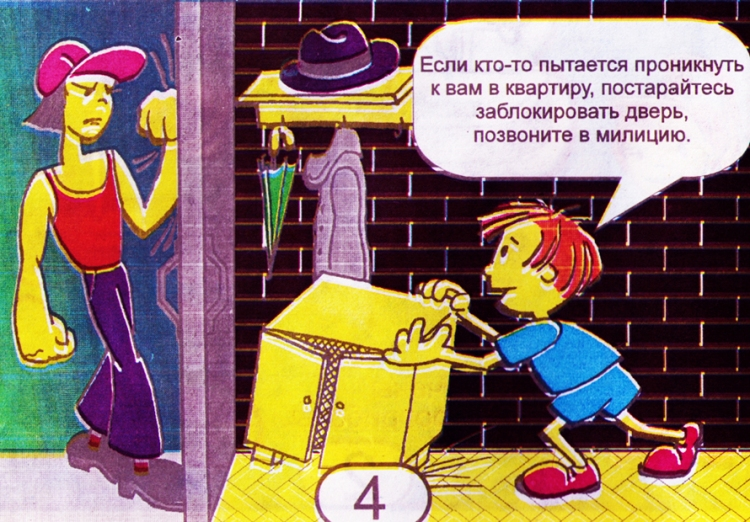 Если кто-то пытается проникнуть
к вам в квартиру, постарайтесь
заблокировать дверь,
позвоните в милицию.
4